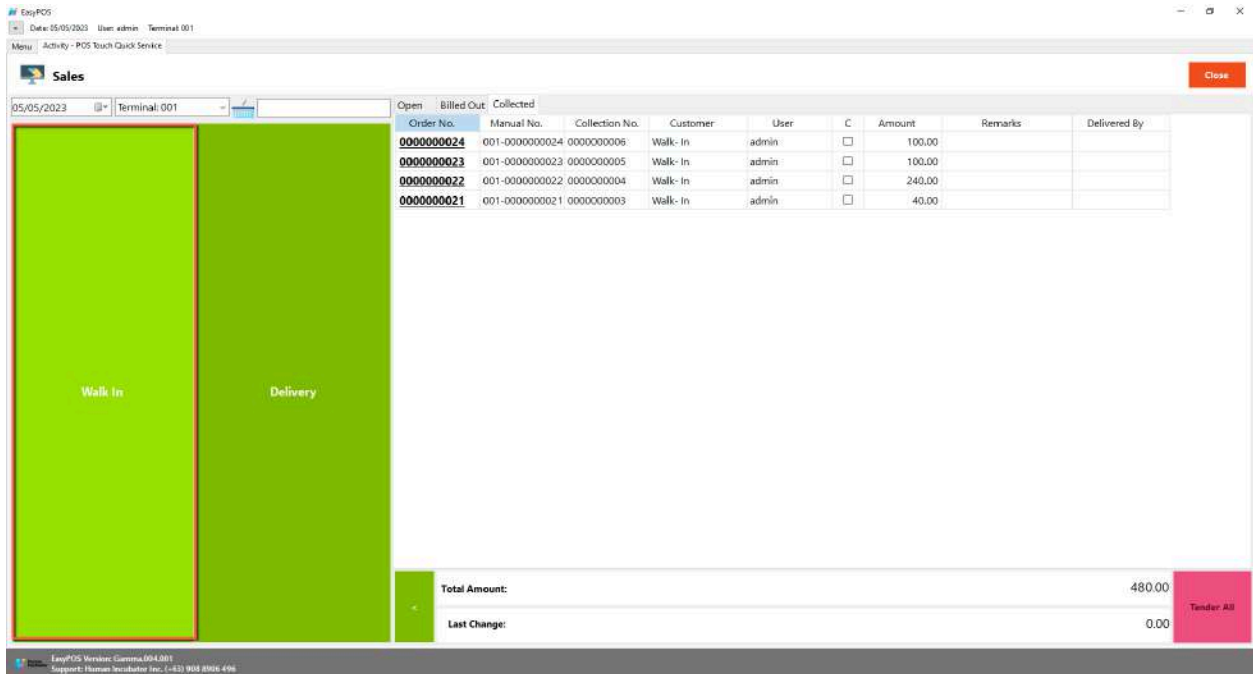 EasyPOS
Date: 05/05/2023 User: admin Terminal: 001
Menu Activity - POS Touch Quick Service
Sales
Close
05/05/2023 Terminal: 001
Open Billed Out Collected
Order No. Manual No. Collection No. Customer User C Amount Remarks Delivered By
0000000024 001-0000000024 0000000006 Walk- In admin 100.00
0000000023 001-0000000023 0000000005 Walk- In admin 100.00
0000000022 001-0000000022 0000000004 Walk- In admin 240.00
0000000021 001-0000000021 0000000003 Walk- In admin 40.00
Walk In
Delivery
<
Total Amount: 480.00
Last Change: 0.00
Tender All
EasyPOS Version: Gamma.004.001
Support: Human Incubator Inc. (+63) 908 8906 496